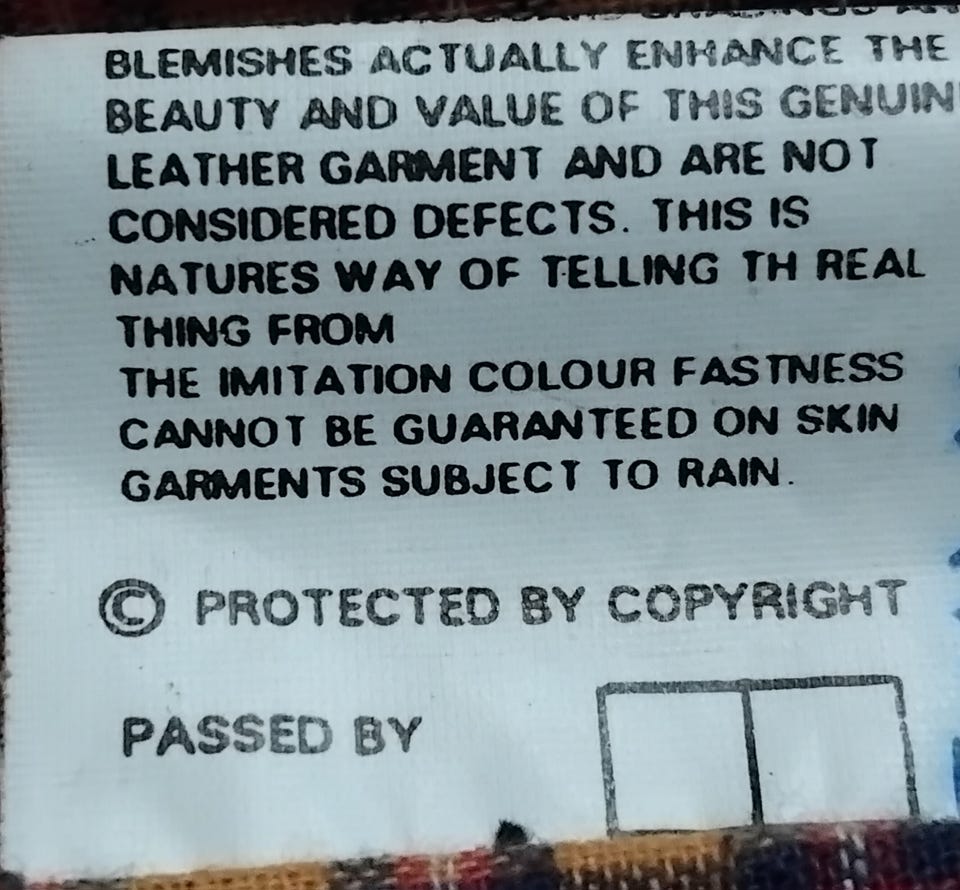 BLEMISHES ACTUALLY ENHANCE THE
BEAUTY AND VALUE OF THIS GENUIN
LEATHER GARMENT AND ARE NOT
CONSIDERED DEFECTS. THIS IS
NATURES WAY OF TELLING TH REAL
THING FROM
THE IMITATION COLOUR FASTNESS
CANNOT BE GUARANTEED ON SKIN
GARMENTS SUBJECT TO RAIN.
© PROTECTED BY COPYRIGHT
PASSED BY